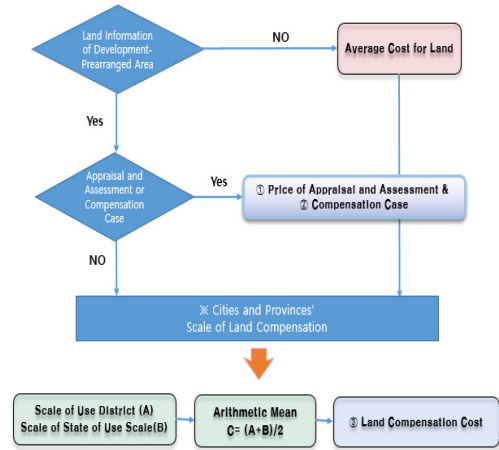 Land Information
of Development-
Prearranged Area
NO
Average Cost for Land
Yes
Appraisal and
Assessment or
Compensation
Case
Yes
① Price of Appraisal and Assessment &
② Compensation Case
NO
※ Cities and Provinces'
Scale of Land Compensation
Scale of Use District (A)
Scale of State of Use Scale(B)
Arithmetic Mean
C= (A+B)/2
③ Land Compensation Cost